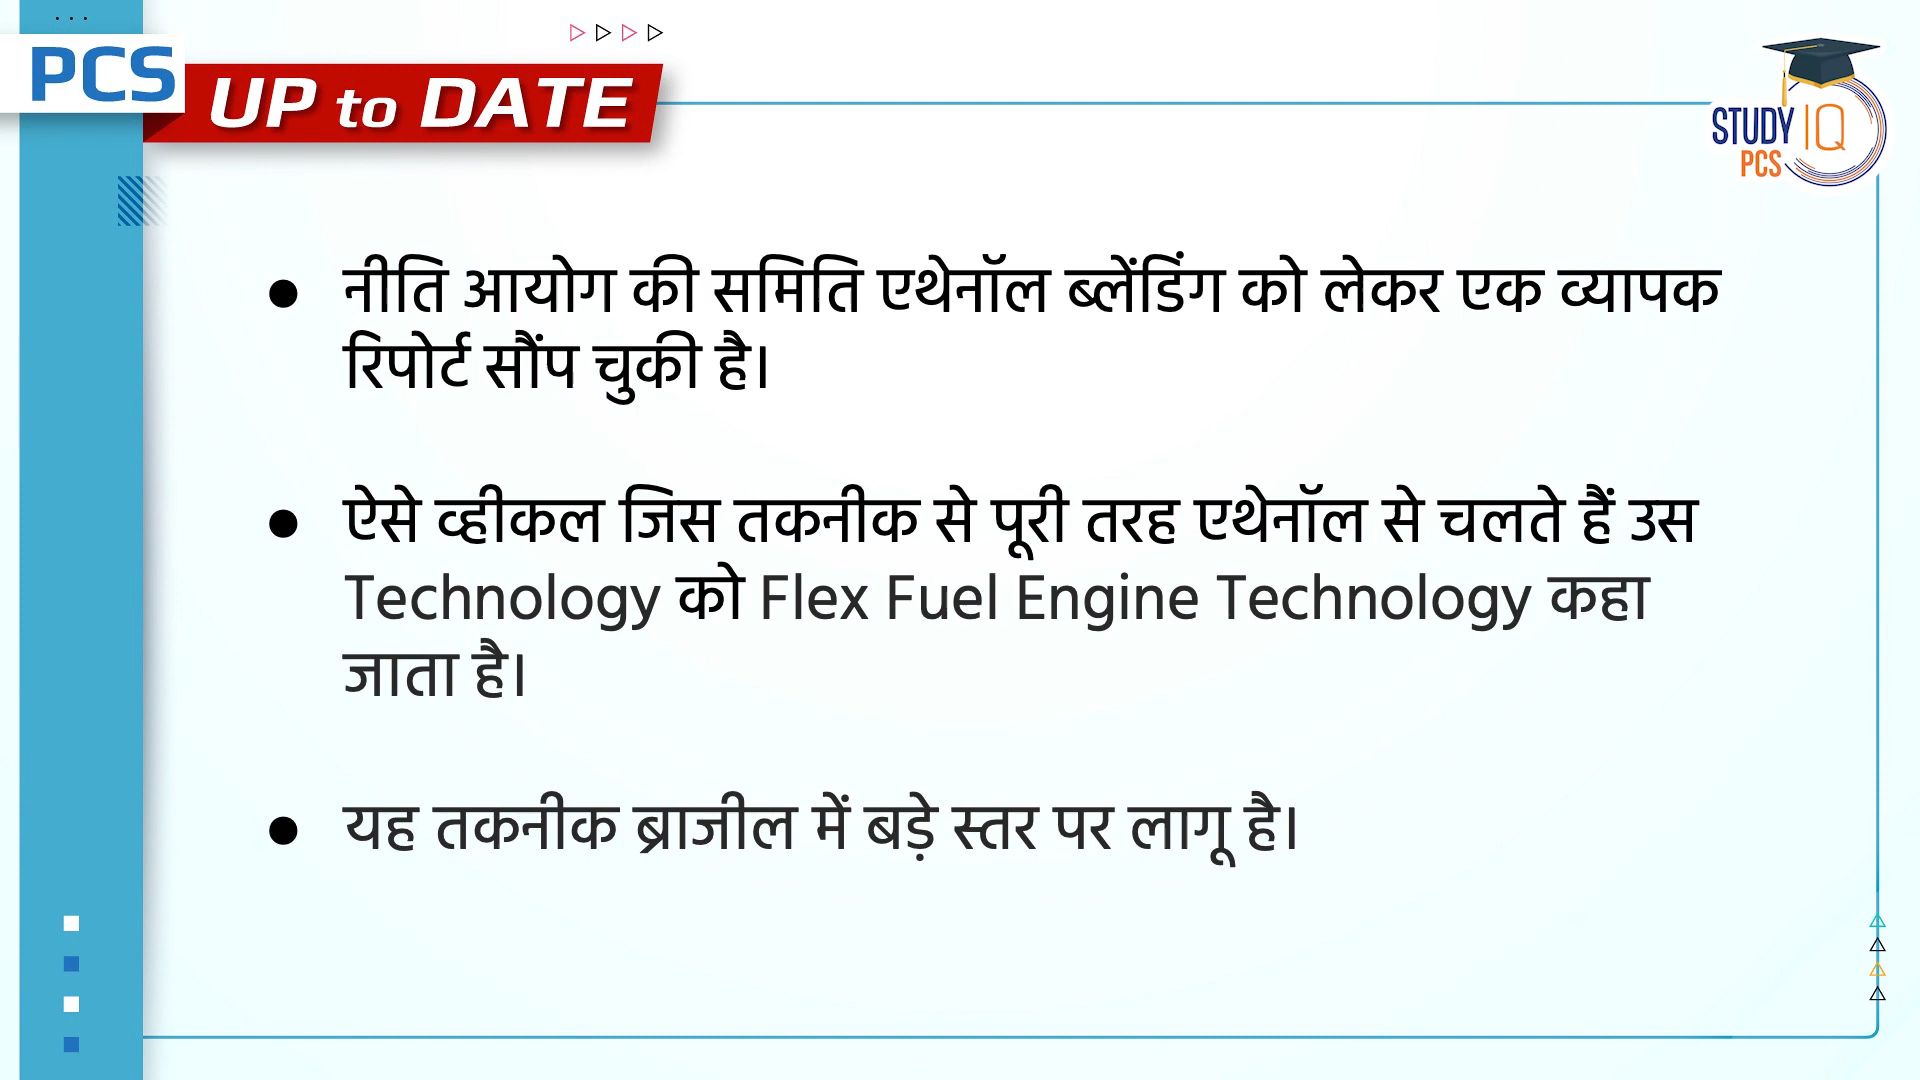 PCS
UP to DATE
STUDY IQ
PCS
● नीति आयोग की समिति एथेनॉल ब्लेंडिंग को लेकर एक व्यापक
रिपोर्ट सौंप चुकी है।
● ऐसे व्हीकल जिस तकनीक से पूरी तरह एथेनॉल से चलते हैं उस
Technology को Flex Fuel Engine Technology कहा
जाता है।
● यह तकनीक ब्राजील में बड़े स्तर पर लागू है।